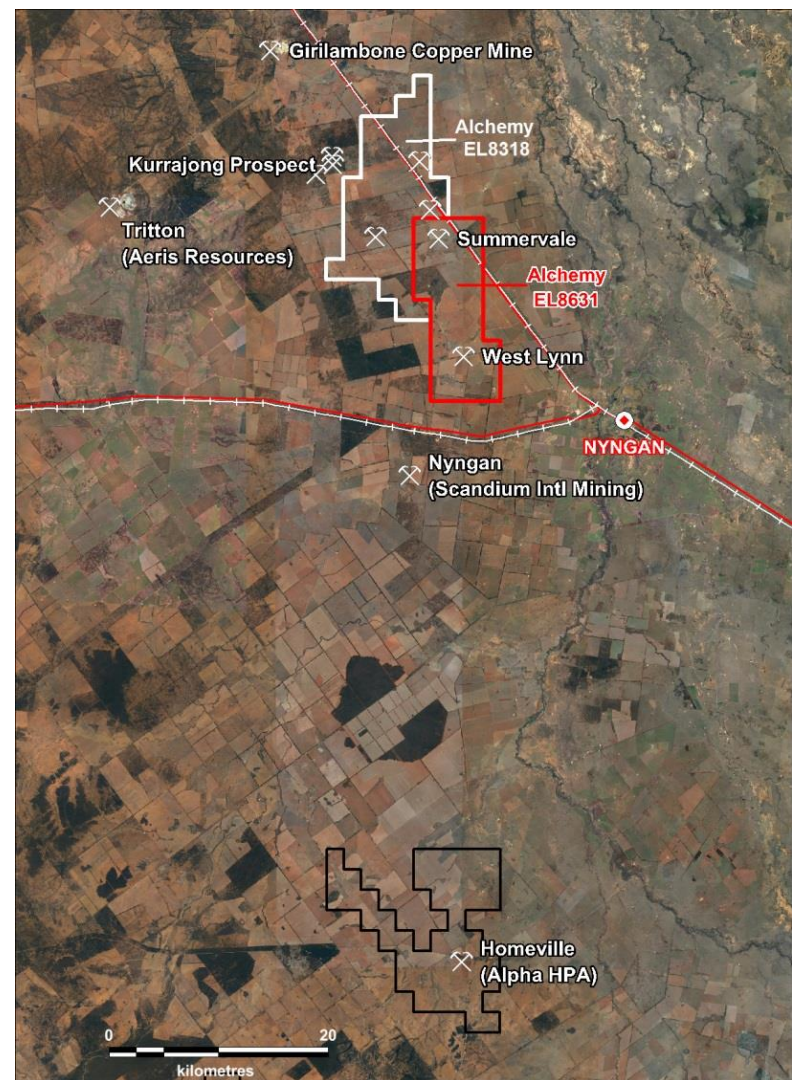 Girilambone Copper Mine
Alchemy
EL8318
Kurrajong Prospect
Tritton
(Aeris Resources)
Summervale
Alchemy
EL8631
West Lynn
NYNGAN
Nyngan
(Scandium Intl Mining)
Homeville
(Alpha HPA)
0 20
kilometres